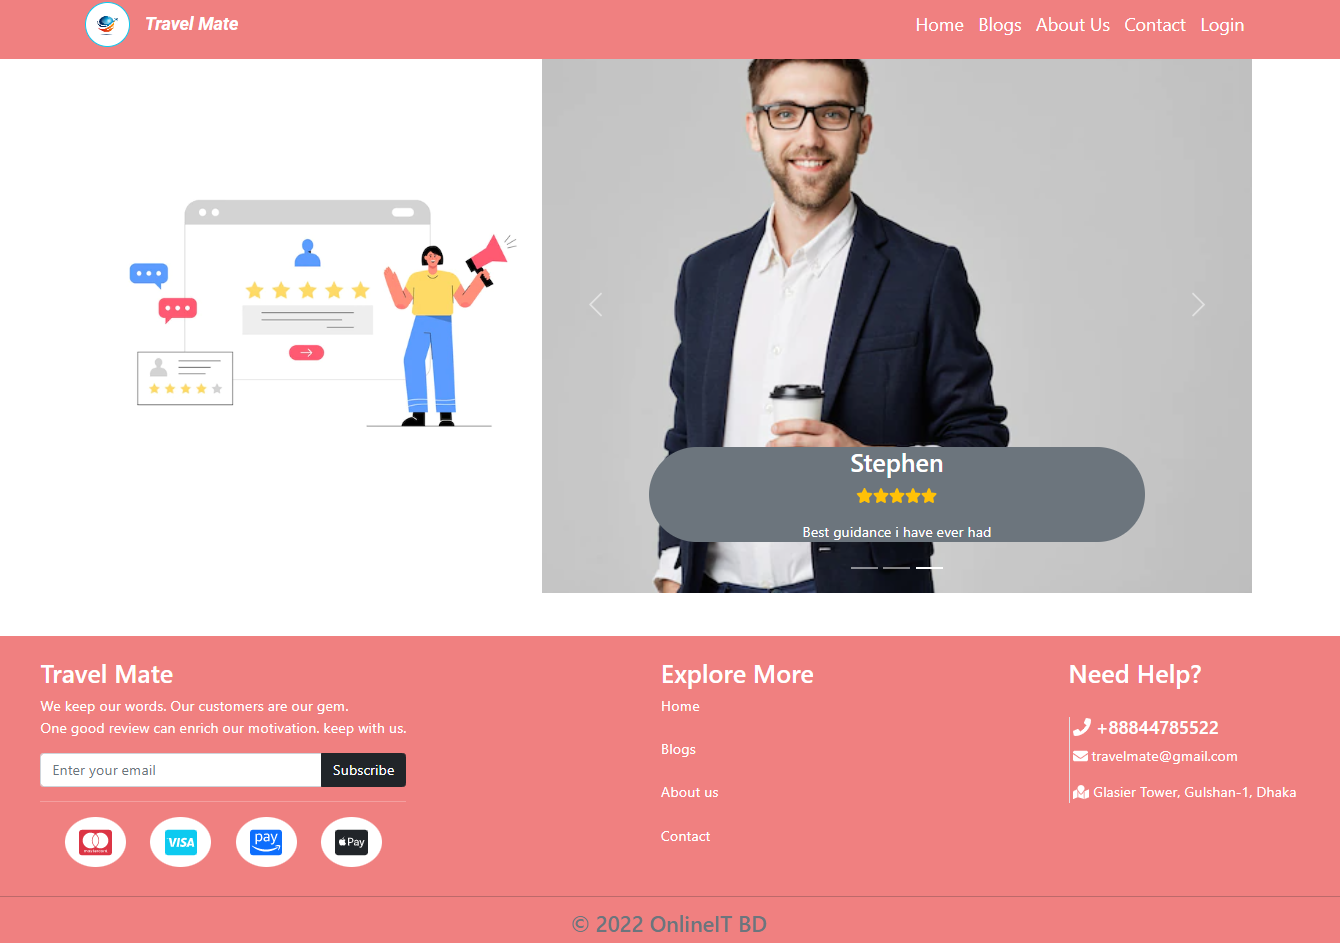 Travel Mate
Home Blogs About Us Contact Login
Stephen
Best guidance i have ever had
Travel Mate
We keep our words. Our customers are our gem.
One good review can enrich our motivation. keep with us.
Enter your email Subscribe
mastercard VISA pay Pay
Explore More
Home
Blogs
About us
Contact
Need Help?
+88844785522
travelmate@gmail.com
Glasier Tower, Gulshan-1, Dhaka
© 2022 OnlineIT BD